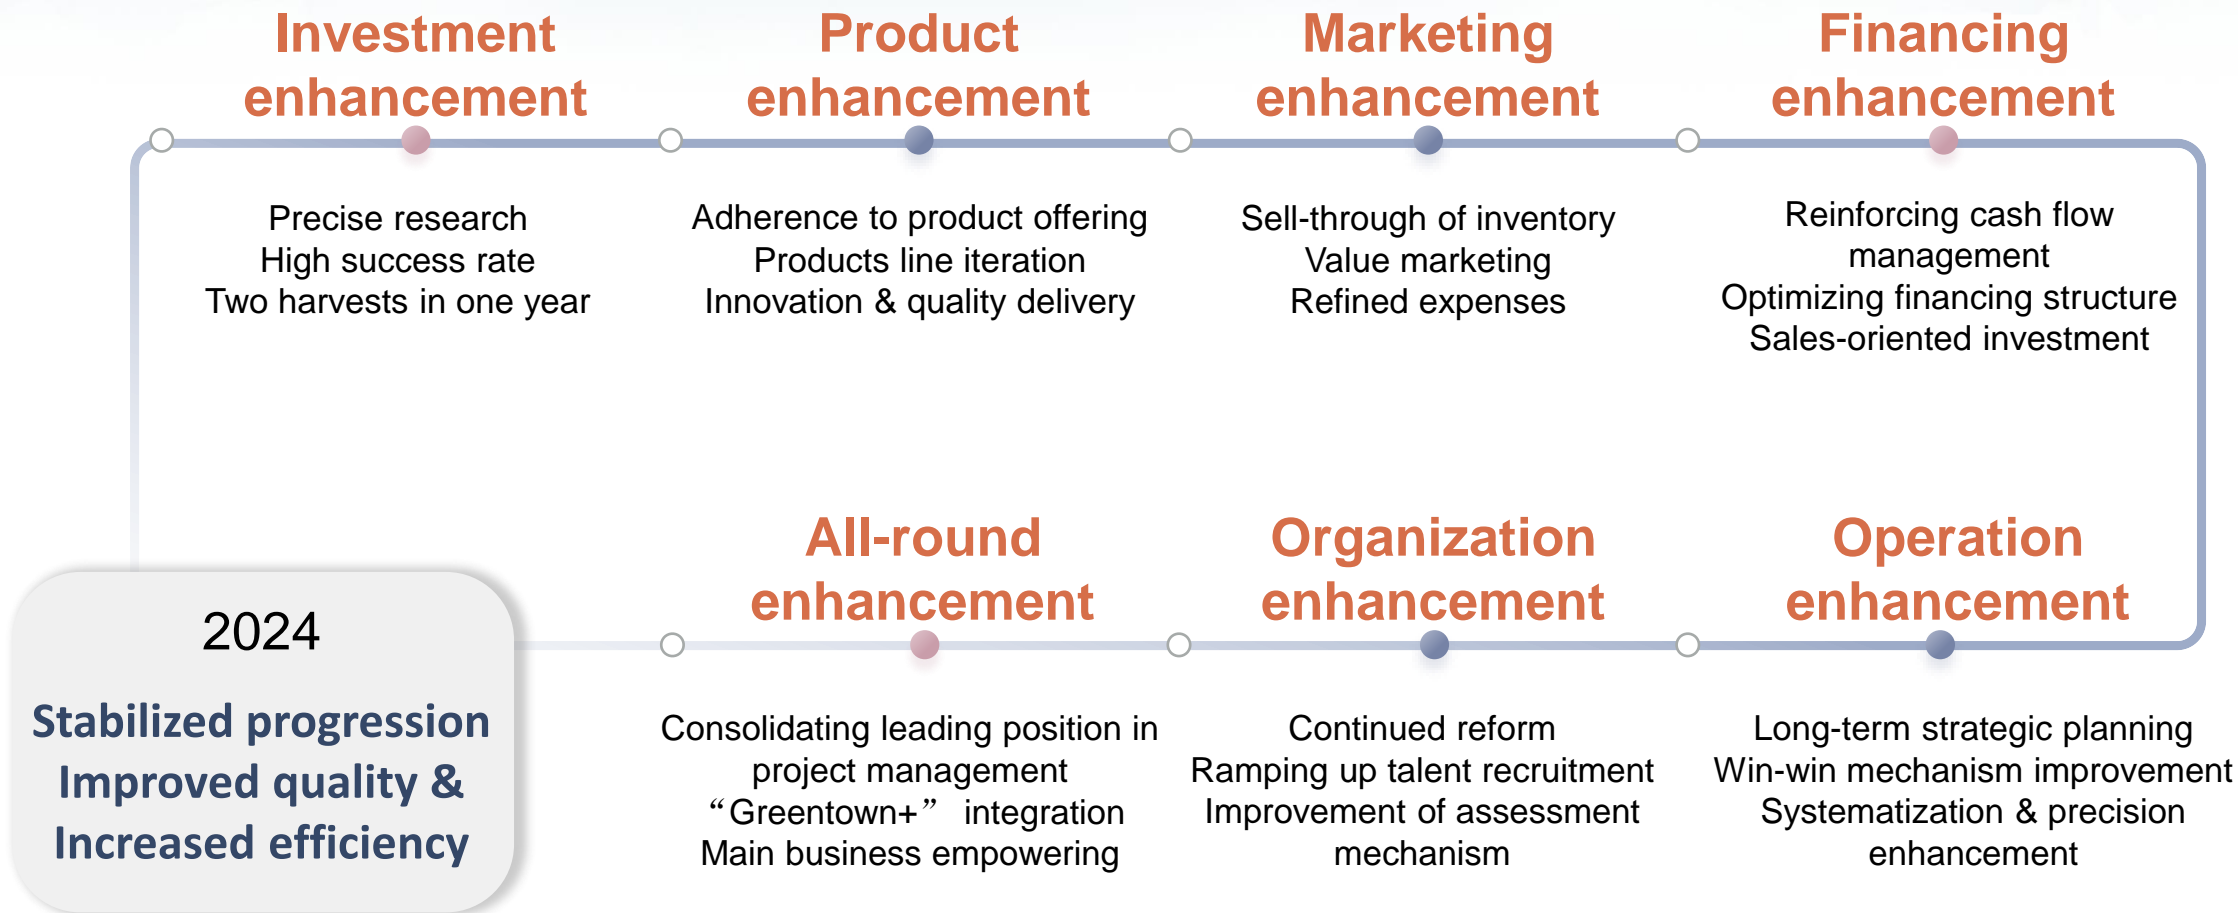 Investment
enhancement
Precise research
High success rate
Two harvests in one year
Product
enhancement
Adherence to product offering
Products line iteration
Innovation & quality delivery
Marketing
enhancement
Sell-through of inventory
Value marketing
Refined expenses
Financing
enhancement
Reinforcing cash flow
management
Optimizing financing structure
Sales-oriented investment
Operation
enhancement
Long-term strategic planning
Win-win mechanism improvement
Systematization & precision
enhancement
Organization
enhancement
Continued reform
Ramping up talent recruitment
Improvement of assessment
mechanism
All-round
enhancement
Consolidating leading position in
project management
“Greentown+” integration
Main business empowering
2024
Stabilized progression
Improved quality &
Increased efficiency